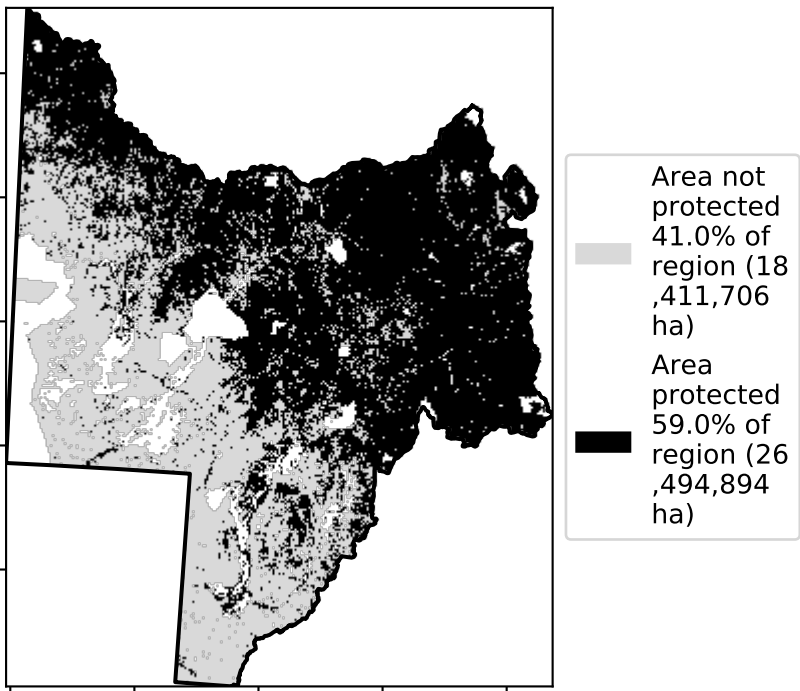 Area not
protected
41.0% of
region (18
,411,706
ha)
Area
protected
59.0% of
region (26
,494,894
ha)